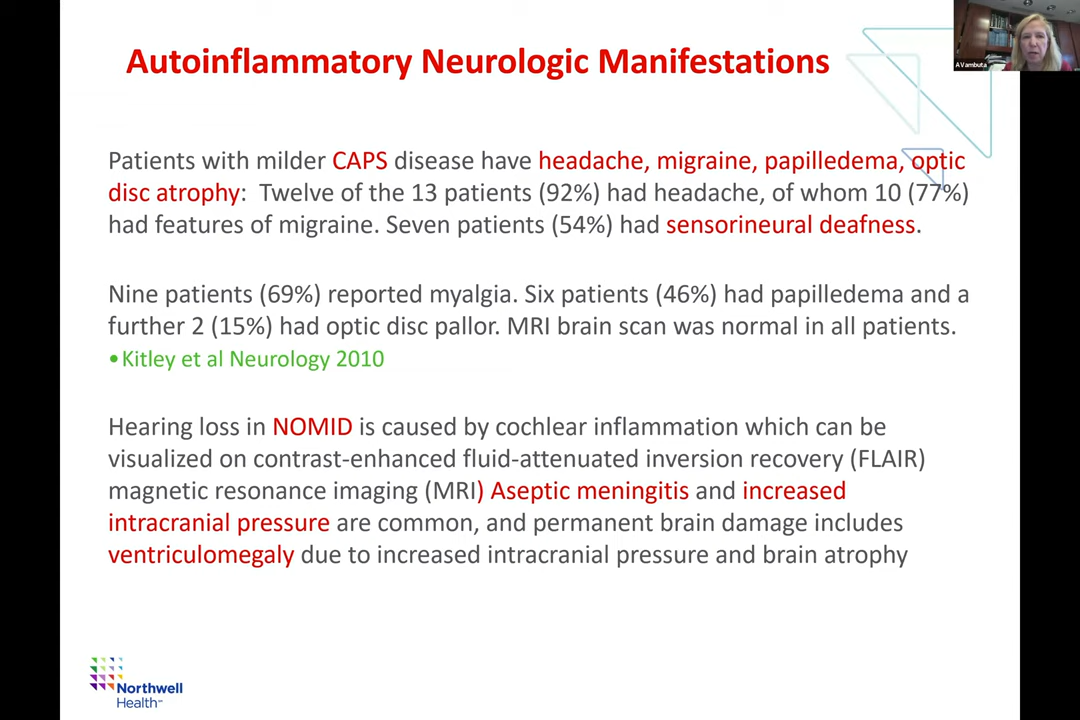 Autoinflammatory Neurologic Manifestations
A Vambuta
Patients with milder CAPS disease have headache, migraine, papilledema, optic
disc atrophy:  Twelve of the 13 patients (92%) had headache, of whom 10 (77%)
had features of migraine. Seven patients (54%) had sensorineural deafness.
Nine patients (69%) reported myalgia. Six patients (46%) had papilledema and a
further 2 (15%) had optic disc pallor. MRI brain scan was normal in all patients.
•Kitley et al Neurology 2010
Hearing loss in NOMID is caused by cochlear inflammation which can be
visualized on contrast-enhanced fluid-attenuated inversion recovery (FLAIR)
magnetic resonance imaging (MRI) Aseptic meningitis and increased
intracranial pressure are common, and permanent brain damage includes
ventriculomegaly due to increased intracranial pressure and brain atrophy
Northwell
Health℠